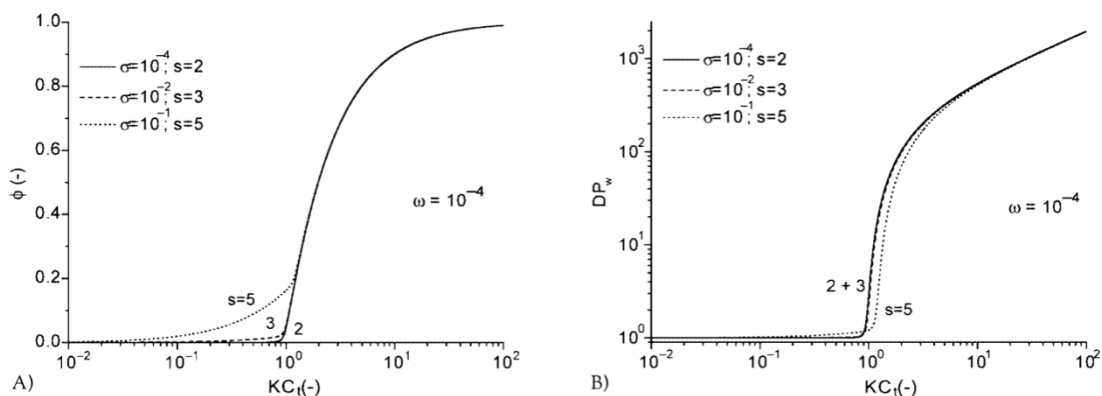 1.0
0.8
0.6
0.4
0.2
0.0
ϕ (-)
σ=10⁻⁴; s=2
σ=10⁻²; s=3
σ=10⁻¹; s=5
ω = 10⁻⁴
s=5
3
2
10⁻²
10⁻¹
10⁰
10¹
10²
KCₜ(-)
A)
10³
10²
10¹
10⁰
DP_w
σ=10⁻⁴; s=2
σ=10⁻²; s=3
σ=10⁻¹; s=5
ω = 10⁻⁴
2 + 3
s=5
10⁻²
10⁻¹
10⁰
10¹
10²
KCₜ(-)
B)